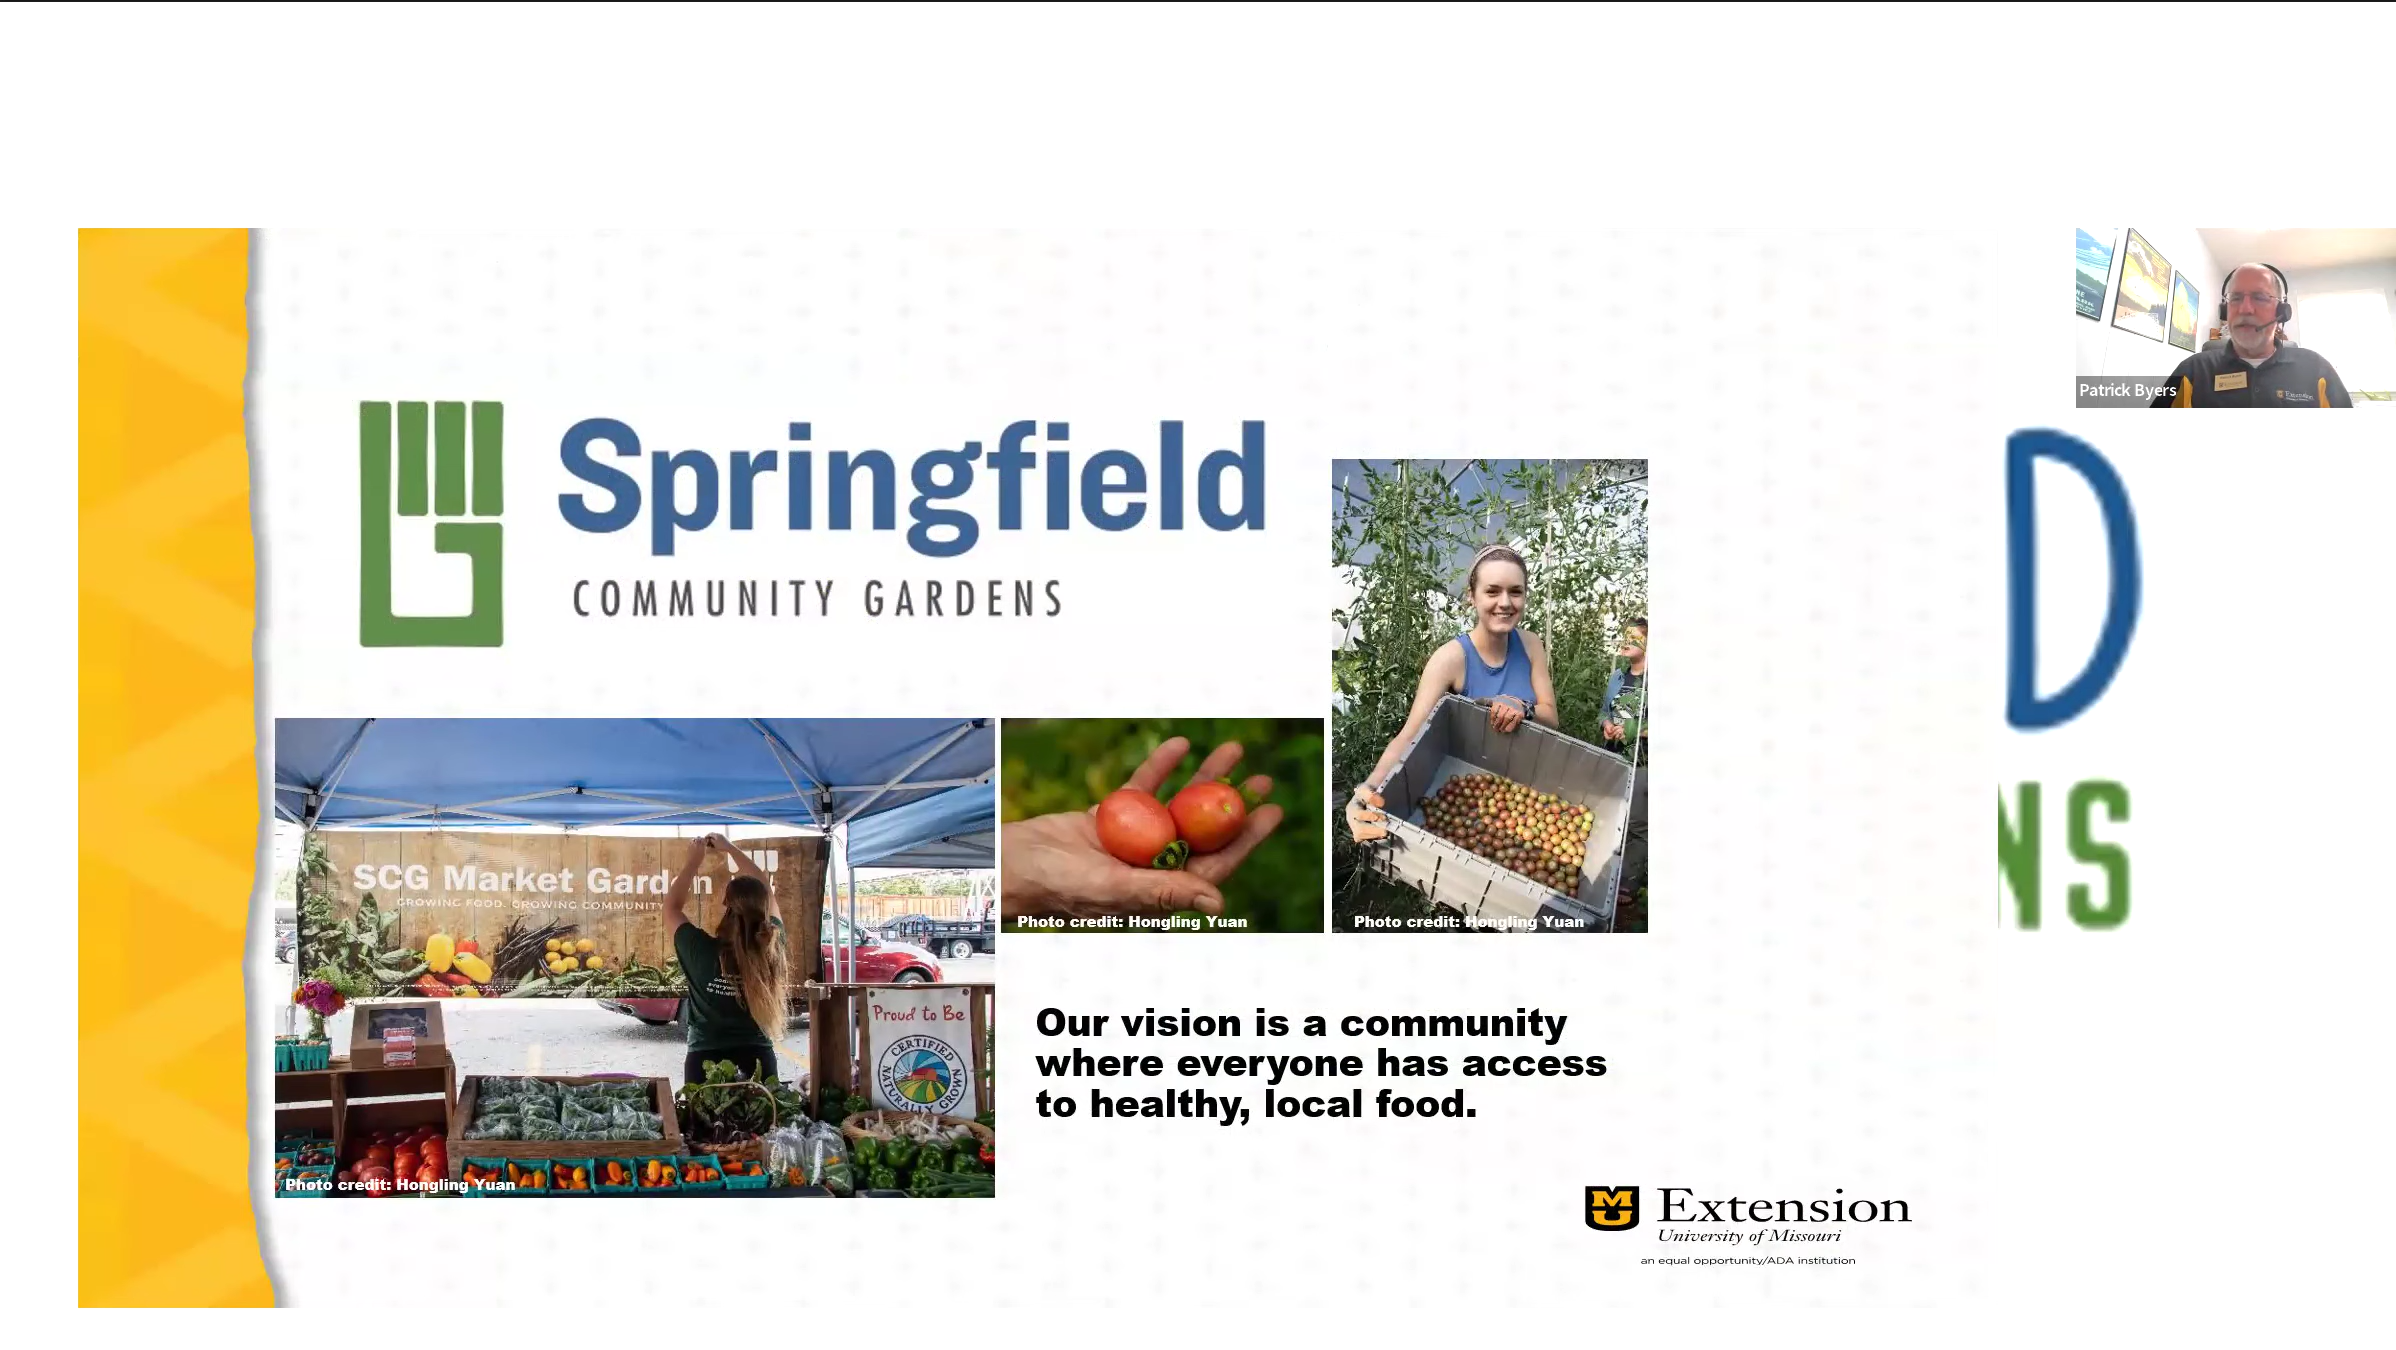 Springfield
COMMUNITY GARDENS
Patrick Byers
D
NS
SCG Market Garden
GROWING FOOD. GROWING COMMUNITY
Proud to Be
CERTIFIED
NATURALLY GROWN
Photo credit: Hongling Yuan
Photo credit: Hongling Yuan
Photo credit: Hongling Yuan
Our vision is a community
where everyone has access
to healthy, local food.
Extension
University of Missouri
an equal opportunity/ADA institution